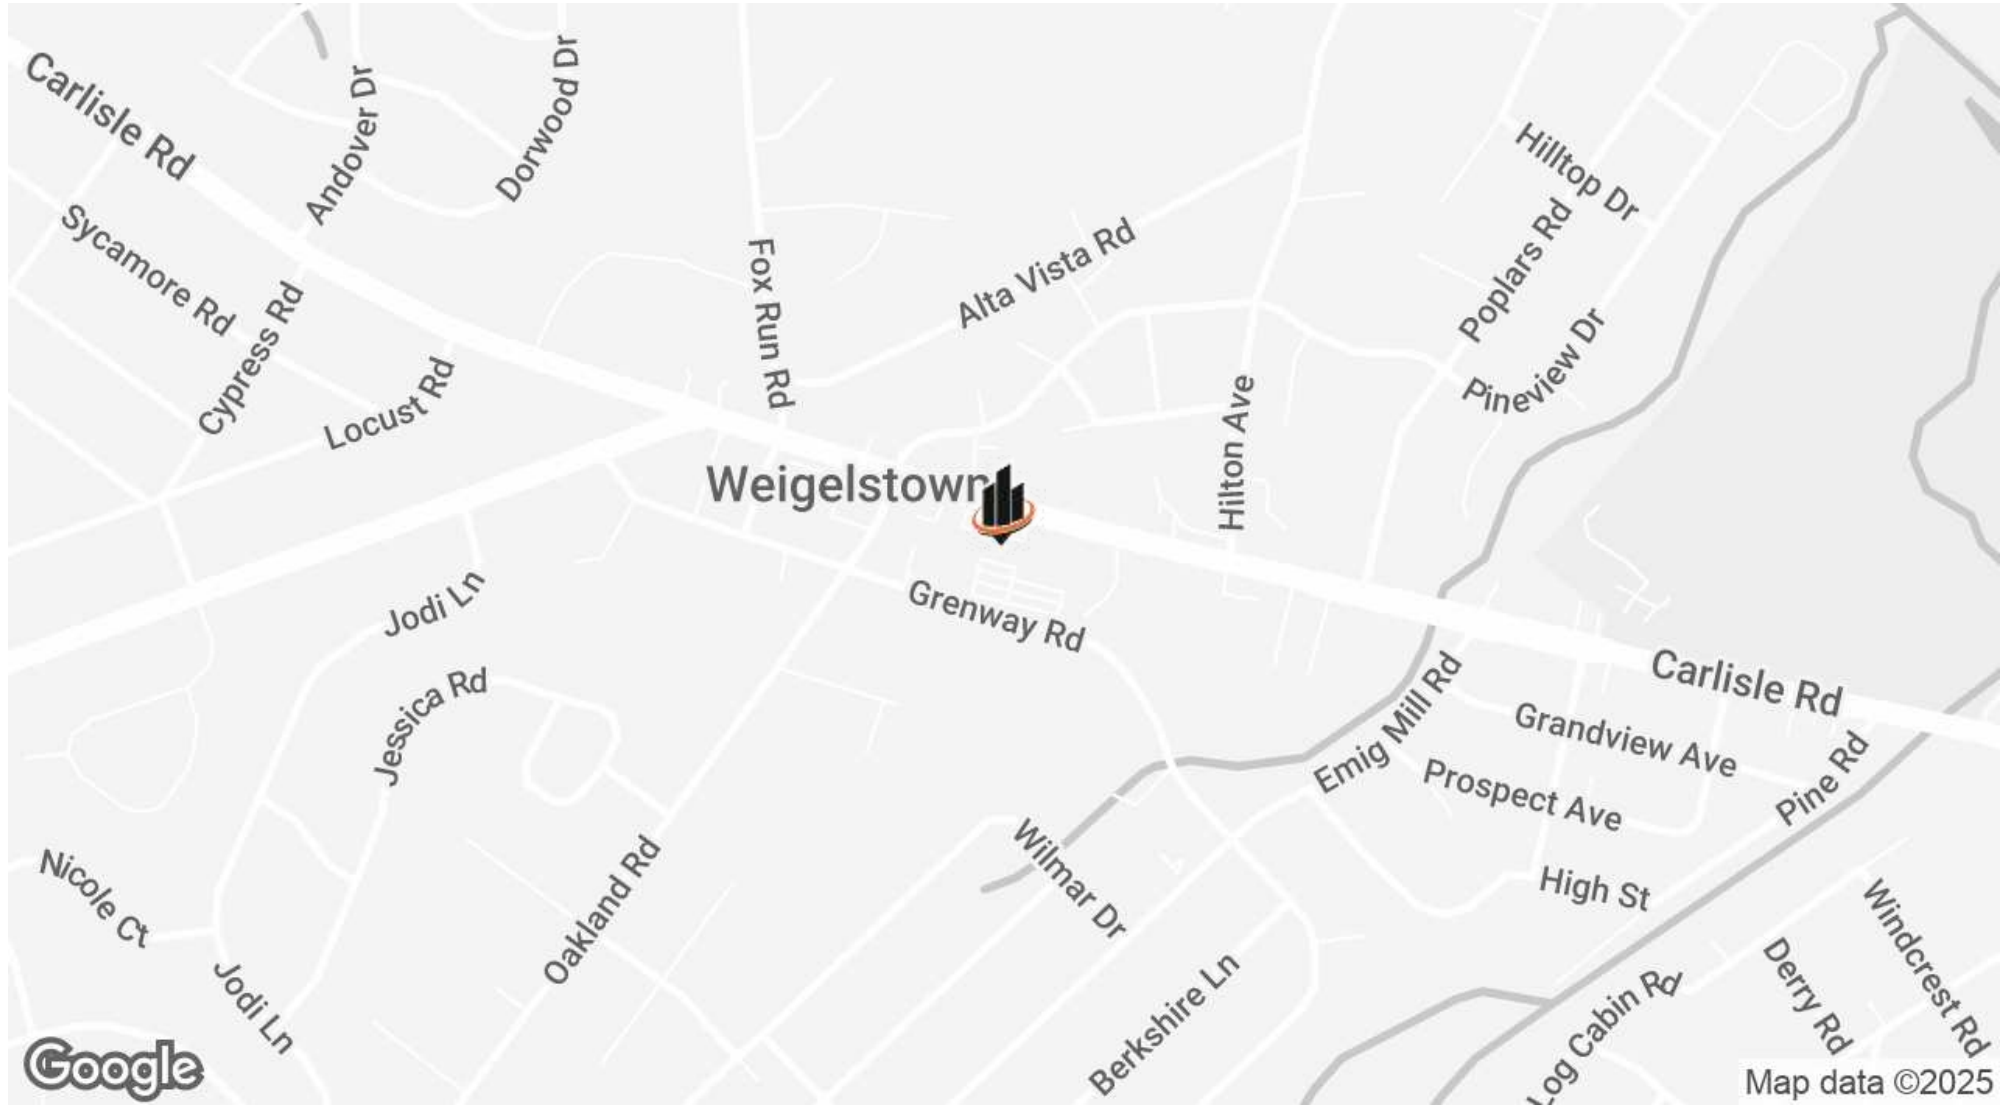 Carlisle Rd
Andover Dr
Dorwood Dr
Sycamore Rd
Cypress Rd
Locust Rd
Fox Run Rd
Alta Vista Rd
Hilltop Dr
Poplars Rd
Pineview Dr
Hilton Ave
Weigelstown
Grenway Rd
Jodi Ln
Jessica Rd
Carlisle Rd
Emig Mill Rd
Grandview Ave
Prospect Ave
Pine Rd
High St
Wilmar Dr
Oakland Rd
Nicole Ct
Jodi Ln
Berkshire Ln
Log Cabin Rd
Derry Rd
Windcrest Rd
Google
Map data ©2025